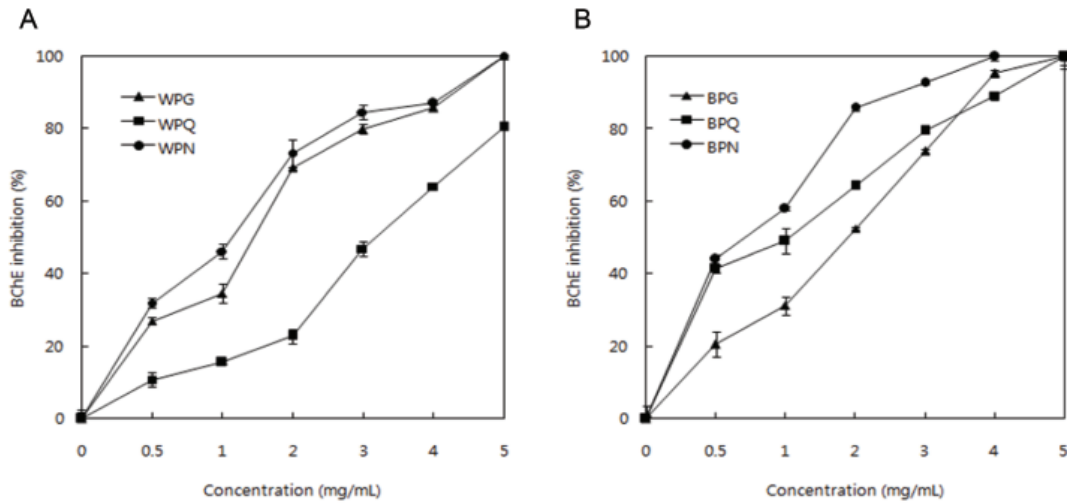 A
100
80
60
40
20
0
BChE inhibition (%)
WPG
WPQ
WPN
0 0.5 1 2 3 4 5
Concentration (mg/mL)
B
100
80
60
40
20
0
BChE inhibition (%)
BPG
BPQ
BPN
0 0.5 1 2 3 4 5
Concentration (mg/mL)